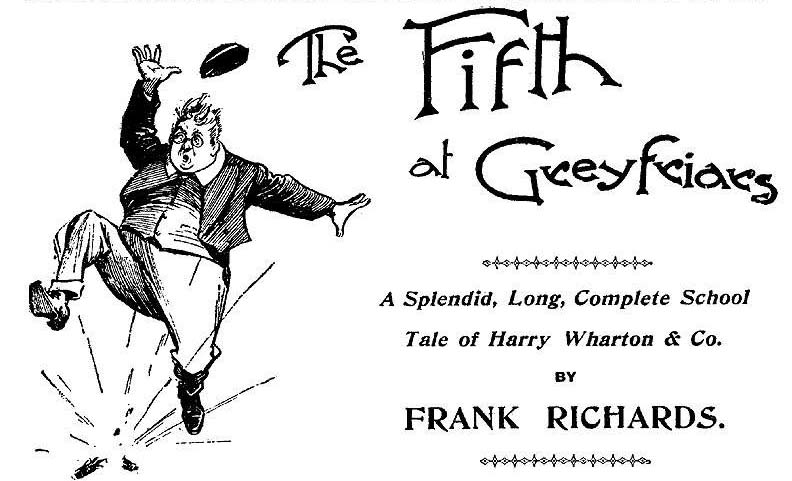 The Fifth
at Greyfriars
A Splendid, Long, Complete School
Tale of Harry Wharton & Co.
BY
FRANK RICHARDS.